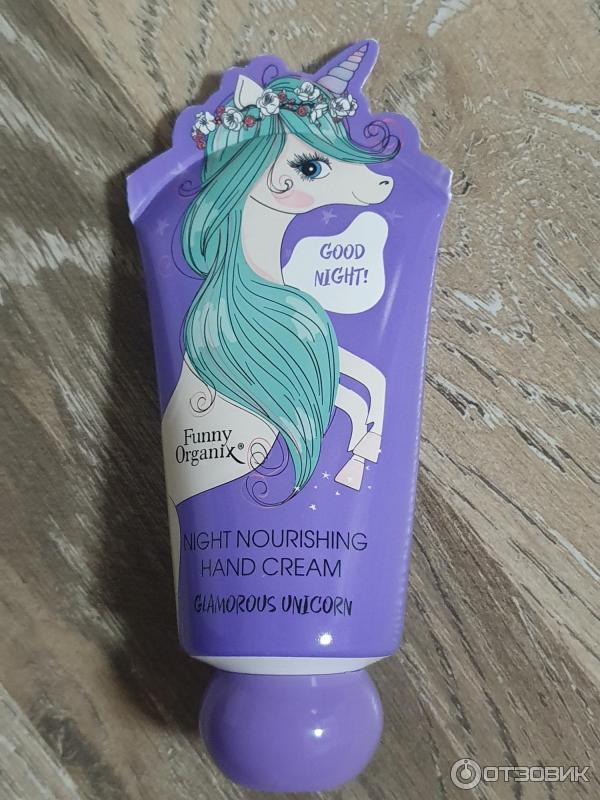 GOOD
NIGHT!
Funny
Organix®
NIGHT NOURISHING
HAND CREAM
GLAMOROUS UNICORN
ОТЗОВИК